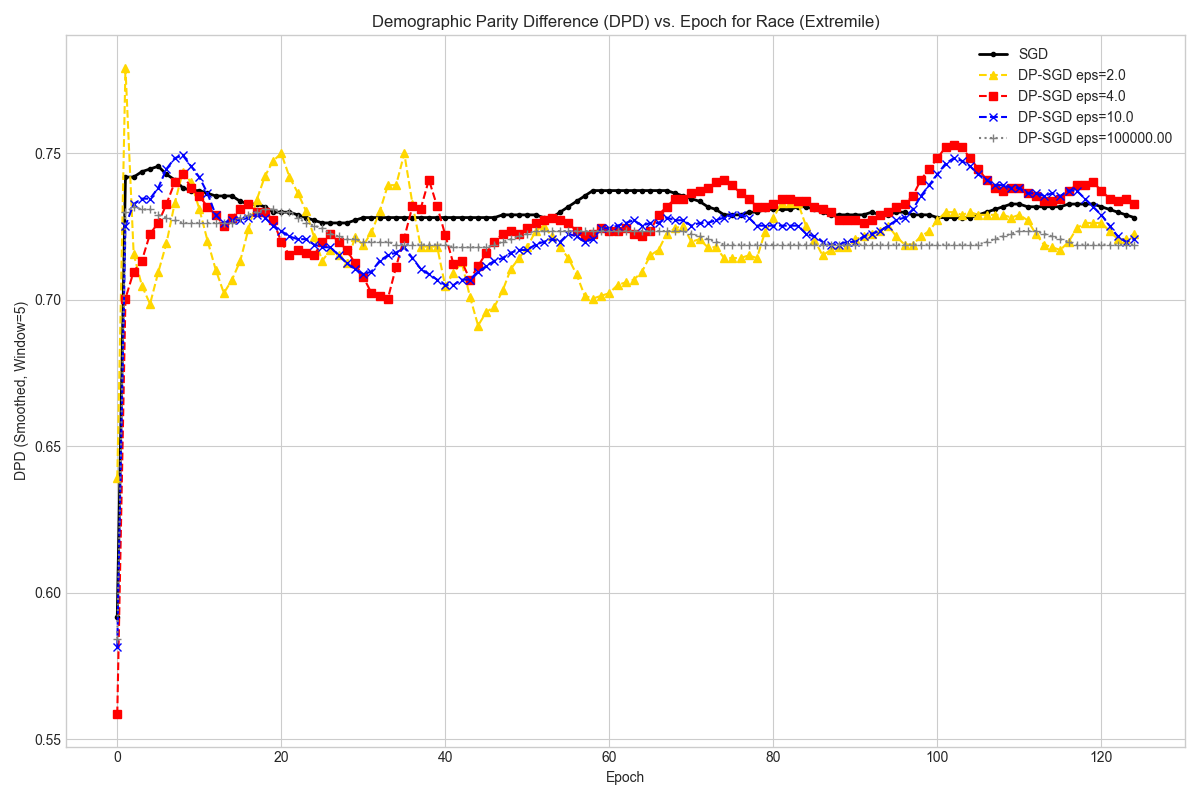 Demographic Parity Difference (DPD) vs. Epoch for Race (Extremile)
SGD
DP-SGD eps=2.0
DP-SGD eps=4.0
DP-SGD eps=10.0
DP-SGD eps=100000.00
DPD (Smoothed, Window=5)
0.75
0.70
0.65
0.60
0.55
0 20 40 60 80 100 120
Epoch